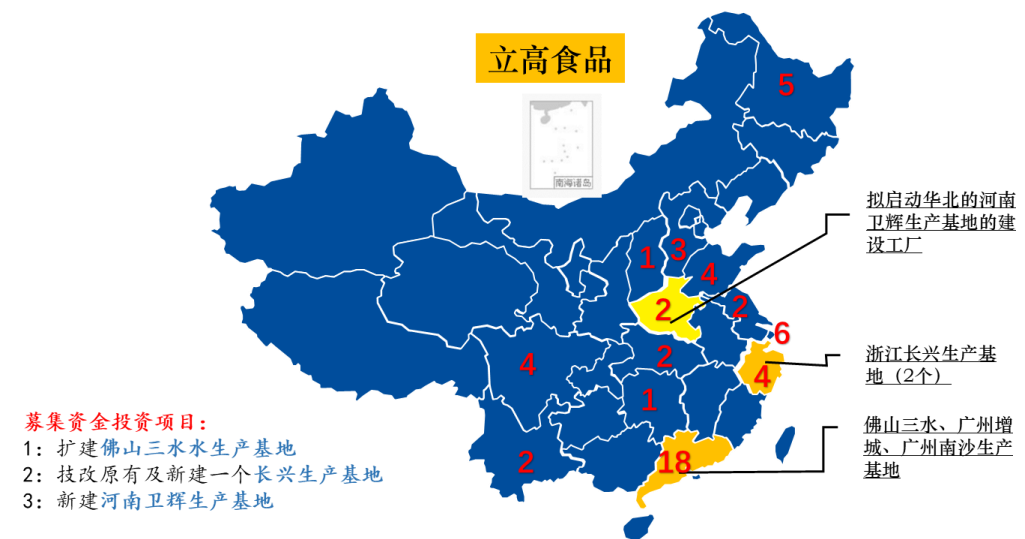 立高食品
5
南海诸岛
拟启动华北的河南
卫辉生产基地的建
设工厂
1
3
4
2
2
6
2
4
4
浙江长兴生产基
地（2个）
1
募集资金投资项目：
1：扩建佛山三水水生产基地
2：技改原有及新建一个长兴生产基地
3：新建河南卫辉生产基地
2
18
佛山三水、广州增
城、广州南沙生产
基地